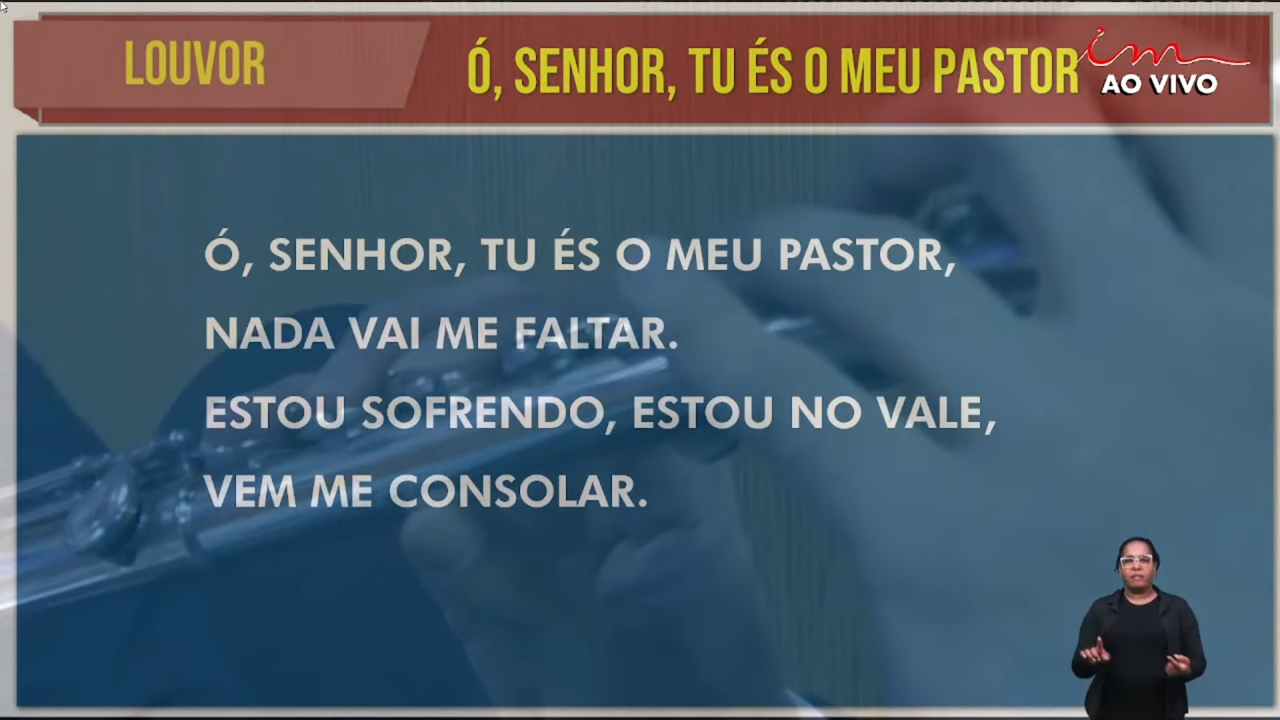 LOUVOR
Ó, SENHOR, TU ÉS O MEU PASTOR
im
AO VIVO
Ó, SENHOR, TU ÉS O MEU PASTOR,
NADA VAI ME FALTAR.
ESTOU SOFRENDO, ESTOU NO VALE,
VEM ME CONSOLAR.